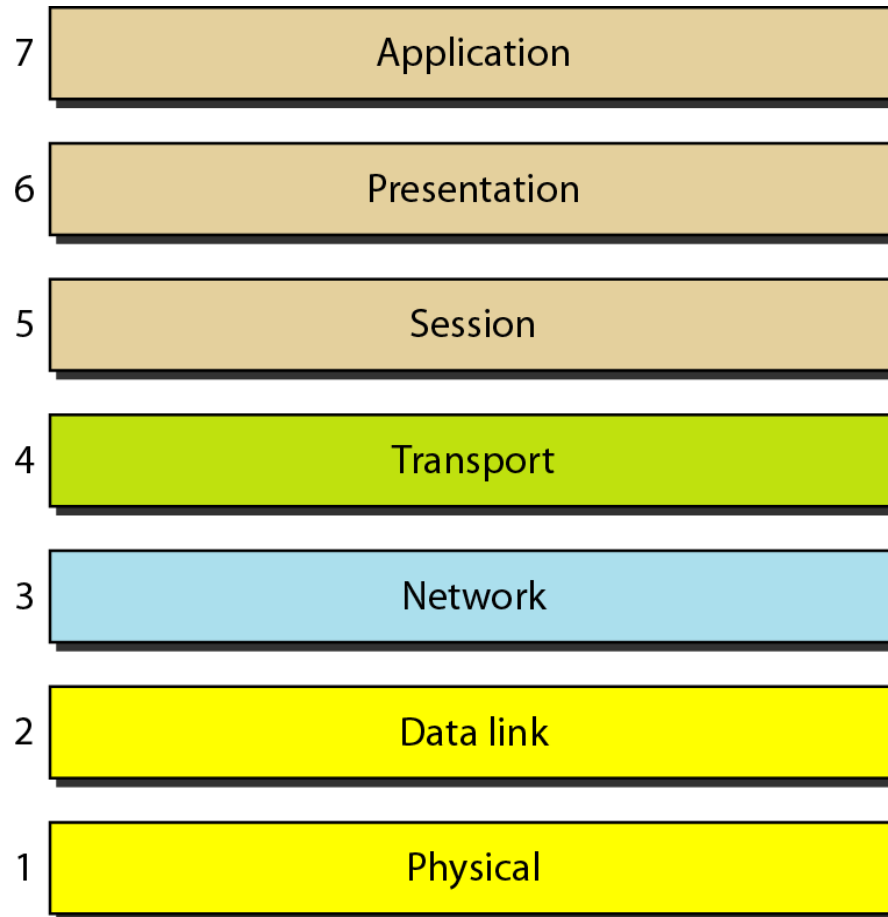 7 Application
6 Presentation
5 Session
4 Transport
3 Network
2 Data link
1 Physical